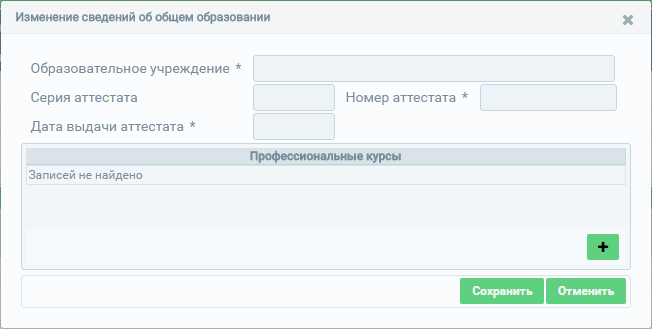 Изменение сведений об общем образовании
Образовательное учреждение *
Серия аттестата Номер аттестата *
Дата выдачи аттестата *
Профессиональные курсы
Записей не найдено
+
Сохранить Отменить